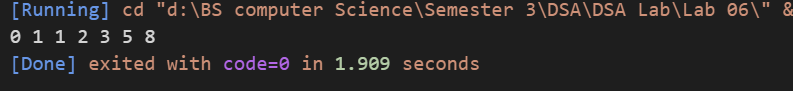 [Running] cd "d:\BS computer Science\Semester 3\DSA\DSA Lab\Lab 06\" &
0 1 1 2 3 5 8
[Done] exited with code=0 in 1.909 seconds